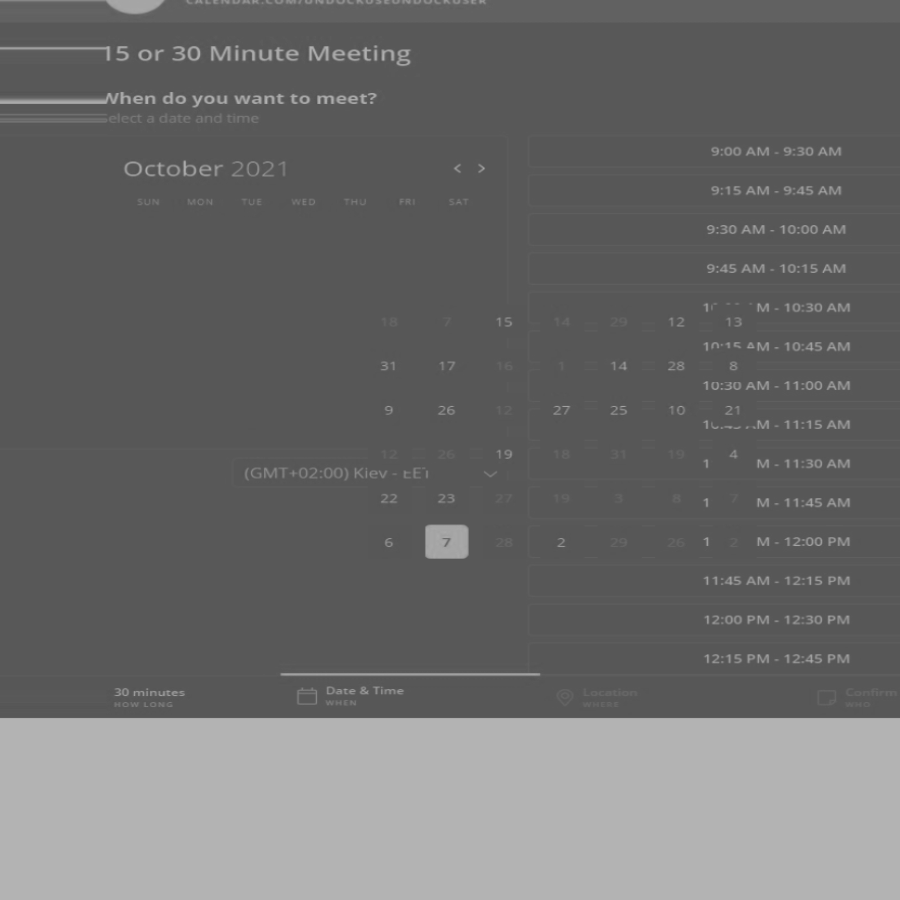 CALENDAR.COM/UNDOCKUSEUNDOCKUSER
15 or 30 Minute Meeting
When do you want to meet?
elect a date and time
October 2021
SUN MON TUE WED THU FRI SAT
9:00 AM - 9:30 AM
9:15 AM - 9:45 AM
9:30 AM - 10:00 AM
9:45 AM - 10:15 AM
M - 10:30 AM
18 7 15 14 29 12 13
10:15 AM - 10:45 AM
31 17 16 1 14 28 8
10:30 AM - 11:00 AM
9 26 12 27 25 10 21
M - 11:15 AM
12 26 19 18 31 19 4
1 M - 11:30 AM
(GMT+02:00) Kiev - EET
22 23 27 19 3 8 7
1 M - 11:45 AM
6 7 28 2 29 26 2
1 M - 12:00 PM
11:45 AM - 12:15 PM
12:00 PM - 12:30 PM
12:15 PM - 12:45 PM
30 minutes
HOW LONG
Date & Time
WHEN
Location
WHERE
Confirm
WHO